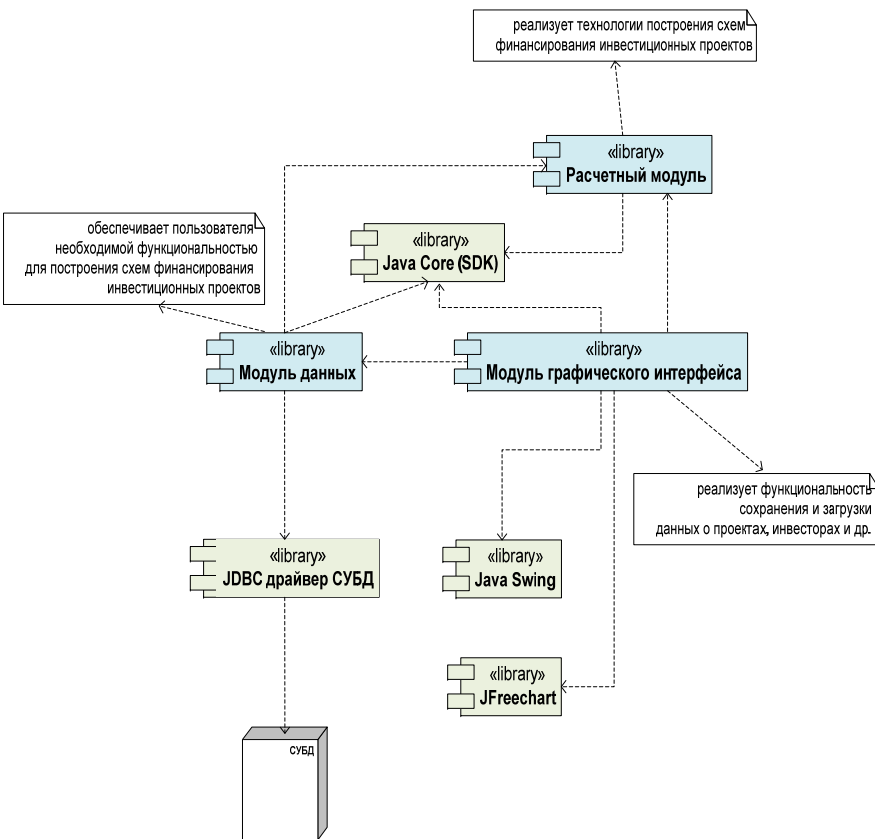 реализует технологии построения схем
финансирования инвестиционных проектов
«library»
Расчетный модуль
обеспечивает пользователя
необходимой функциональностью
для построения схем финансирования
инвестиционных проектов
«library»
Java Core (SDK)
«library»
Модуль данных
«library»
Модуль графического интерфейса
реализует функциональность
сохранения и загрузки
данных о проектах, инвесторах и др.
«library»
JDBC драйвер СУБД
«library»
Java Swing
«library»
JFreechart
СУБД